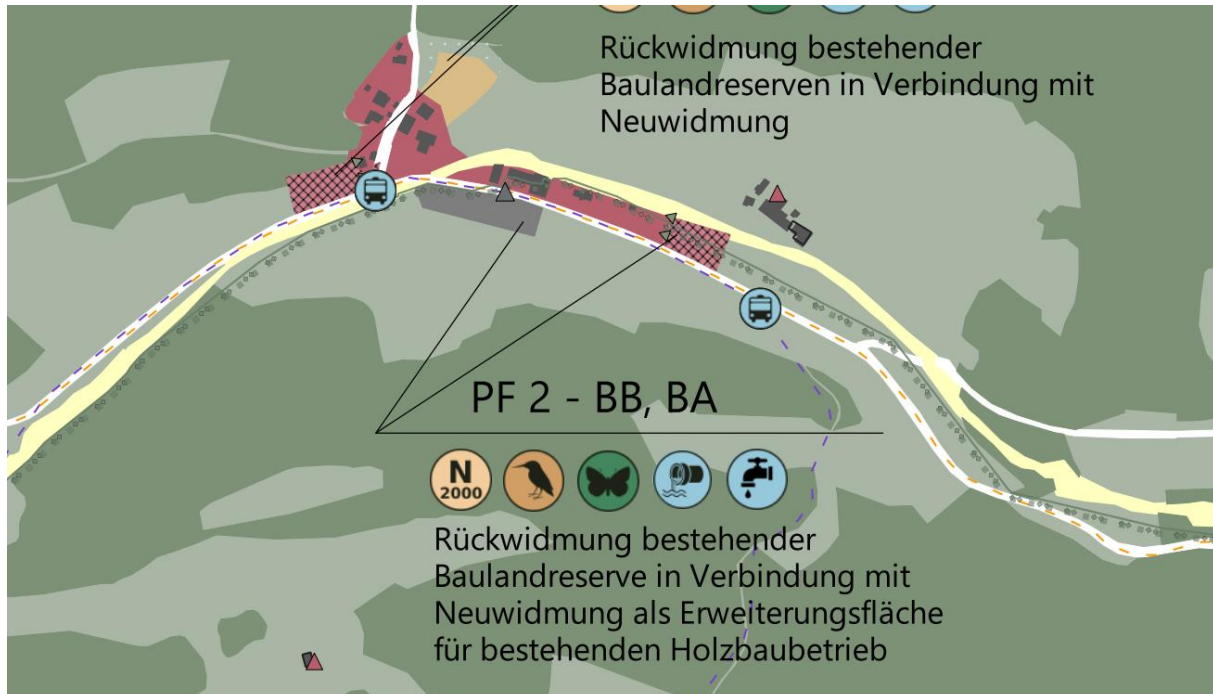 Rückwidmung bestehender
Baulandreserven in Verbindung mit
Neuwidmung
PF 2 - BB, BA
N
2000
Rückwidmung bestehender
Baulandreserve in Verbindung mit
Neuwidmung als Erweiterungsfläche
für bestehenden Holzbaubetrieb